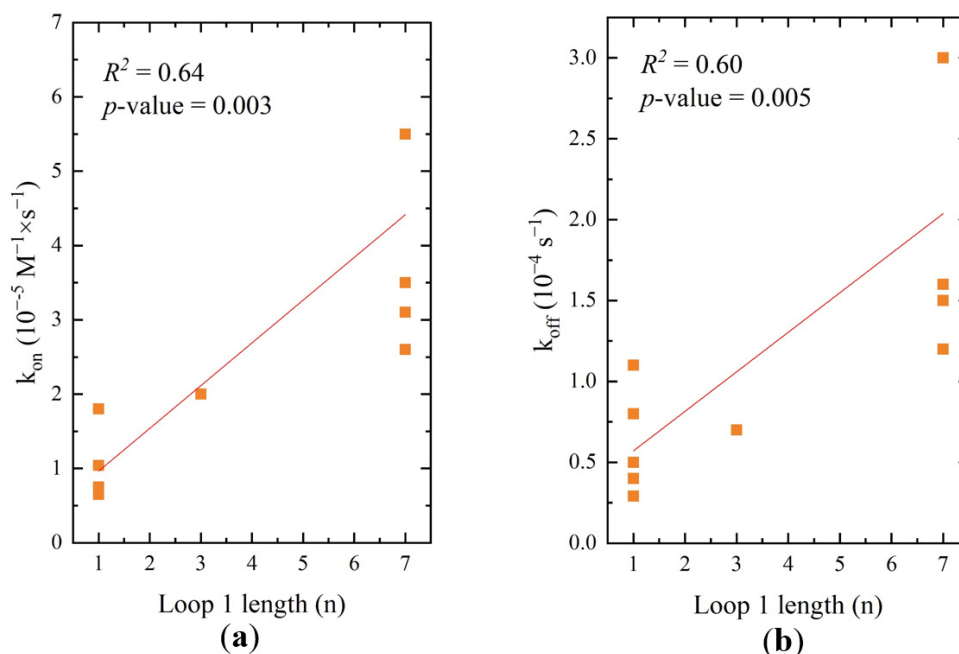 R² = 0.64
p-value = 0.003
kon (10⁻⁻⁵ M⁻¹×s⁻¹)
7
6
5
4
3
2
1
0
1 2 3 4 5 6 7
Loop 1 length (n)
(a)
R² = 0.60
p-value = 0.005
koff (10⁻⁴ s⁻¹)
3.0
2.5
2.0
1.5
1.0
0.5
0.0
1 2 3 4 5 6 7
Loop 1 length (n)
(b)